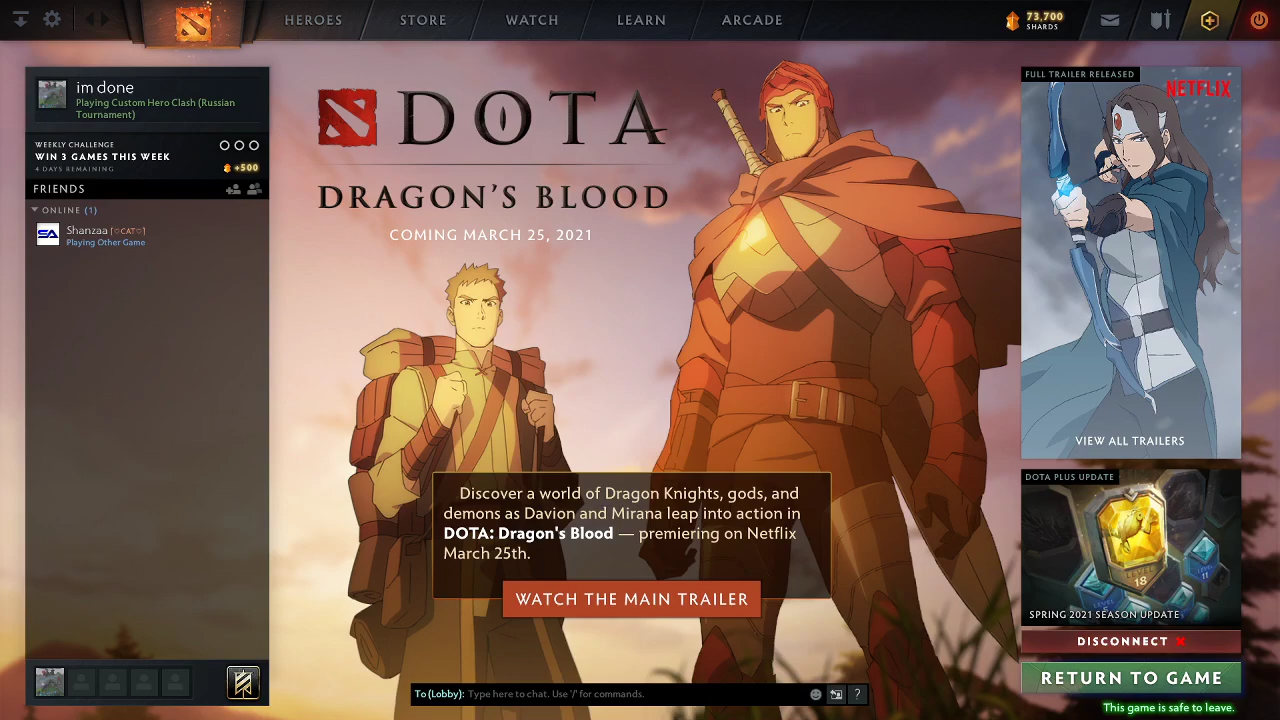 HEROES
STORE
WATCH
LEARN
ARCADE
73,700
SHARDS
im done
Playing Custom Hero Clash (Russian
Tournament)
WEEKLY CHALLENGE
WIN 3 GAMES THIS WEEK
4 DAYS REMAINING
+500
FRIENDS
ONLINE (1)
Shanzaa [♡CAT♡]
Playing Other Game
DOTA
DRAGON'S BLOOD
COMING MARCH 25, 2021
Discover a world of Dragon Knights, gods, and
demons as Davion and Mirana leap into action in
DOTA: Dragon's Blood — premiering on Netflix
March 25th.
WATCH THE MAIN TRAILER
To (Lobby): Type here to chat. Use '/' for commands.
?
FULL TRAILER RELEASED
NETFLIX
VIEW ALL TRAILERS
DOTA PLUS UPDATE
LEVEL
18
LEVEL
11
SPRING 2021 SEASON UPDATE
DISCONNECT
RETURN TO GAME
This game is safe to leave.